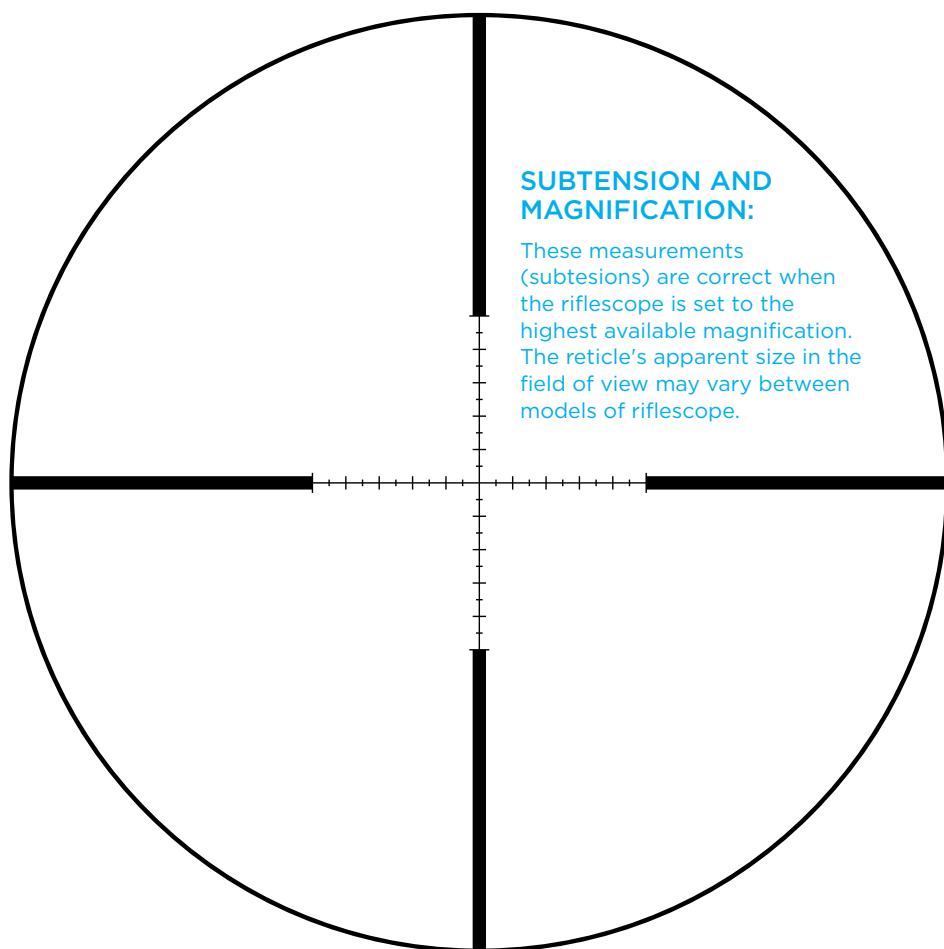 SUBTENSION AND
MAGNIFICATION:
These measurements
(subtesions) are correct when
the riflescope is set to the
highest available magnification.
The reticle's apparent size in the
field of view may vary between
models of riflescope.